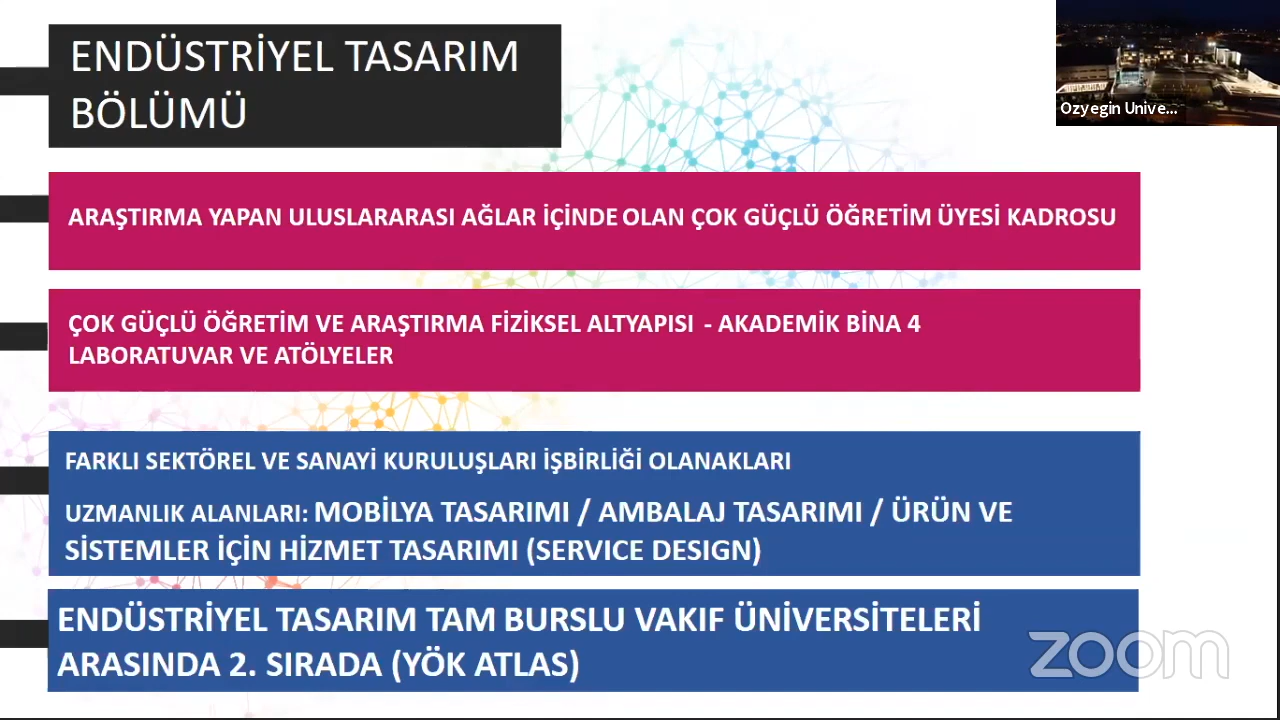 ENDÜSTRİYEL TASARIM
BÖLÜMÜ
Ozyegin Unive...
ARAŞTIRMA YAPAN ULUSLARARASI AĞLAR İÇİNDE OLAN ÇOK GÜÇLÜ ÖĞRETİM ÜYESİ KADROSU
ÇOK GÜÇLÜ ÖĞRETİM VE ARAŞTIRMA FİZİKSEL ALTYAPISI - AKADEMİK BİNA 4
LABORATUVAR VE ATÖLYELER
FARKLI SEKTÖREL VE SANAYİ KURULUŞLARI İŞBİRLİĞİ OLANAKLARI
UZMANLIK ALANLARI: MOBİLYA TASARIMI / AMBALAJ TASARIMI / ÜRÜN VE
SİSTEMLER İÇİN HİZMET TASARIMI (SERVICE DESIGN)
ENDÜSTRİYEL TASARIM TAM BURSLU VAKIF ÜNİVERSİTELERİ
ARASINDA 2. SIRADA (YÖK ATLAS)
zoom